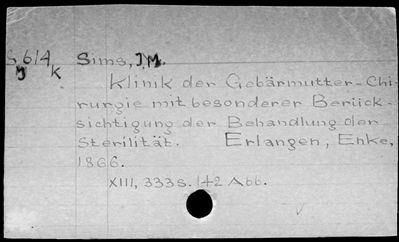 S614 Sims, J.M.
M K
Klinik der Gebärmutter-Chi-
rurgie mit besonderer Berück-
sichtigung der Behandlung der
Sterilität. Erlangen, Enke,
1866.
XIII, 333 S. 142 Abb.